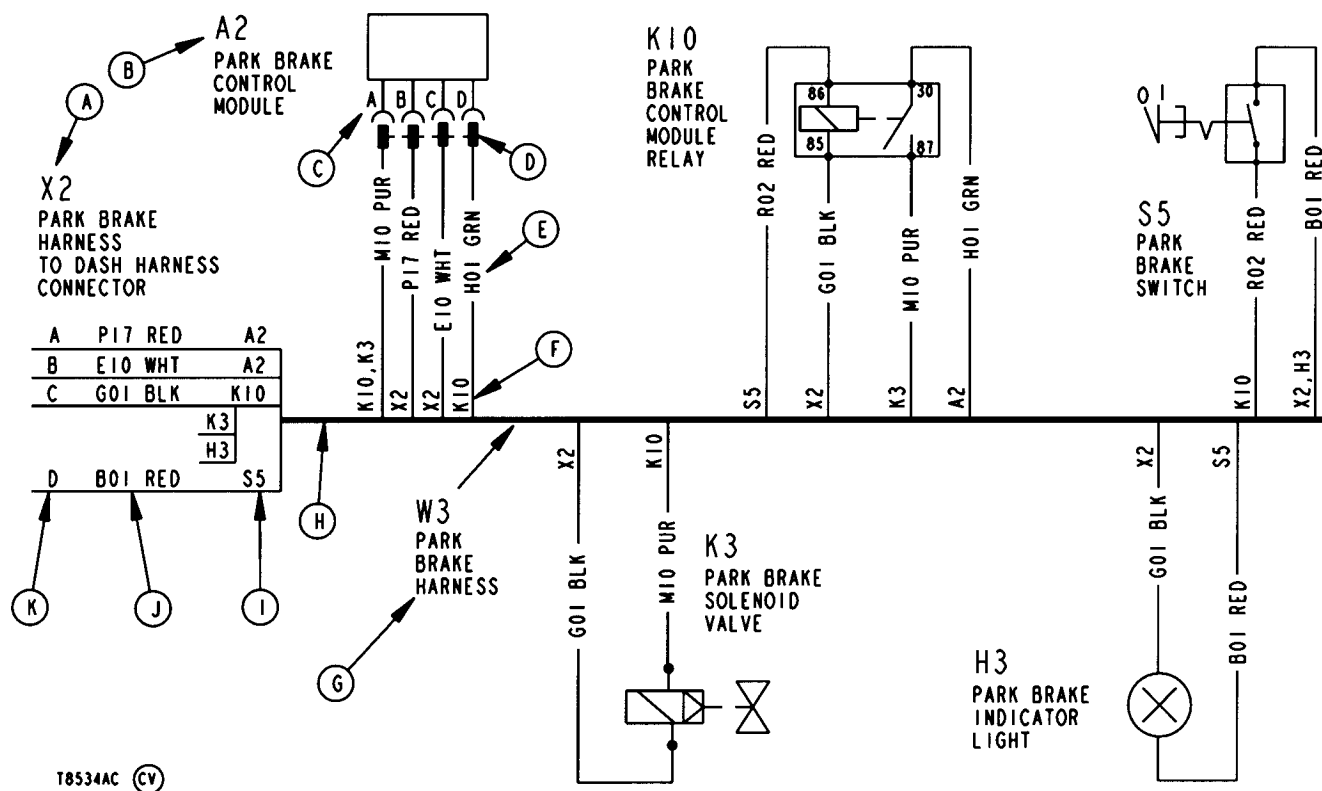 A2
PARK BRAKE
CONTROL
MODULE
B
A
X2
PARK BRAKE
HARNESS
TO DASH HARNESS
CONNECTOR
A B C D
C
D
M10 PUR
P17 RED
E10 WHT
H01 GRN
E
F
K10,K3
X2
X2
K10
A P17 RED A2
B E10 WHT A2
C G01 BLK K10
K3
H3
D B01 RED S5
K
J
I
H
G
W3
PARK
BRAKE
HARNESS
K10
PARK
BRAKE
CONTROL
MODULE
RELAY
86
30
85
87
R02 RED
G01 BLK
M10 PUR
H01 GRN
S5
X2
K3
A2
0 1
S5
PARK
BRAKE
SWITCH
R02 RED
B01 RED
K10
X2,H3
X2
K10
G01 BLK
M10 PUR
K3
PARK BRAKE
SOLENOID
VALVE
X2
S5
G01 BLK
B01 RED
H3
PARK BRAKE
INDICATOR
LIGHT
T8534AC CV